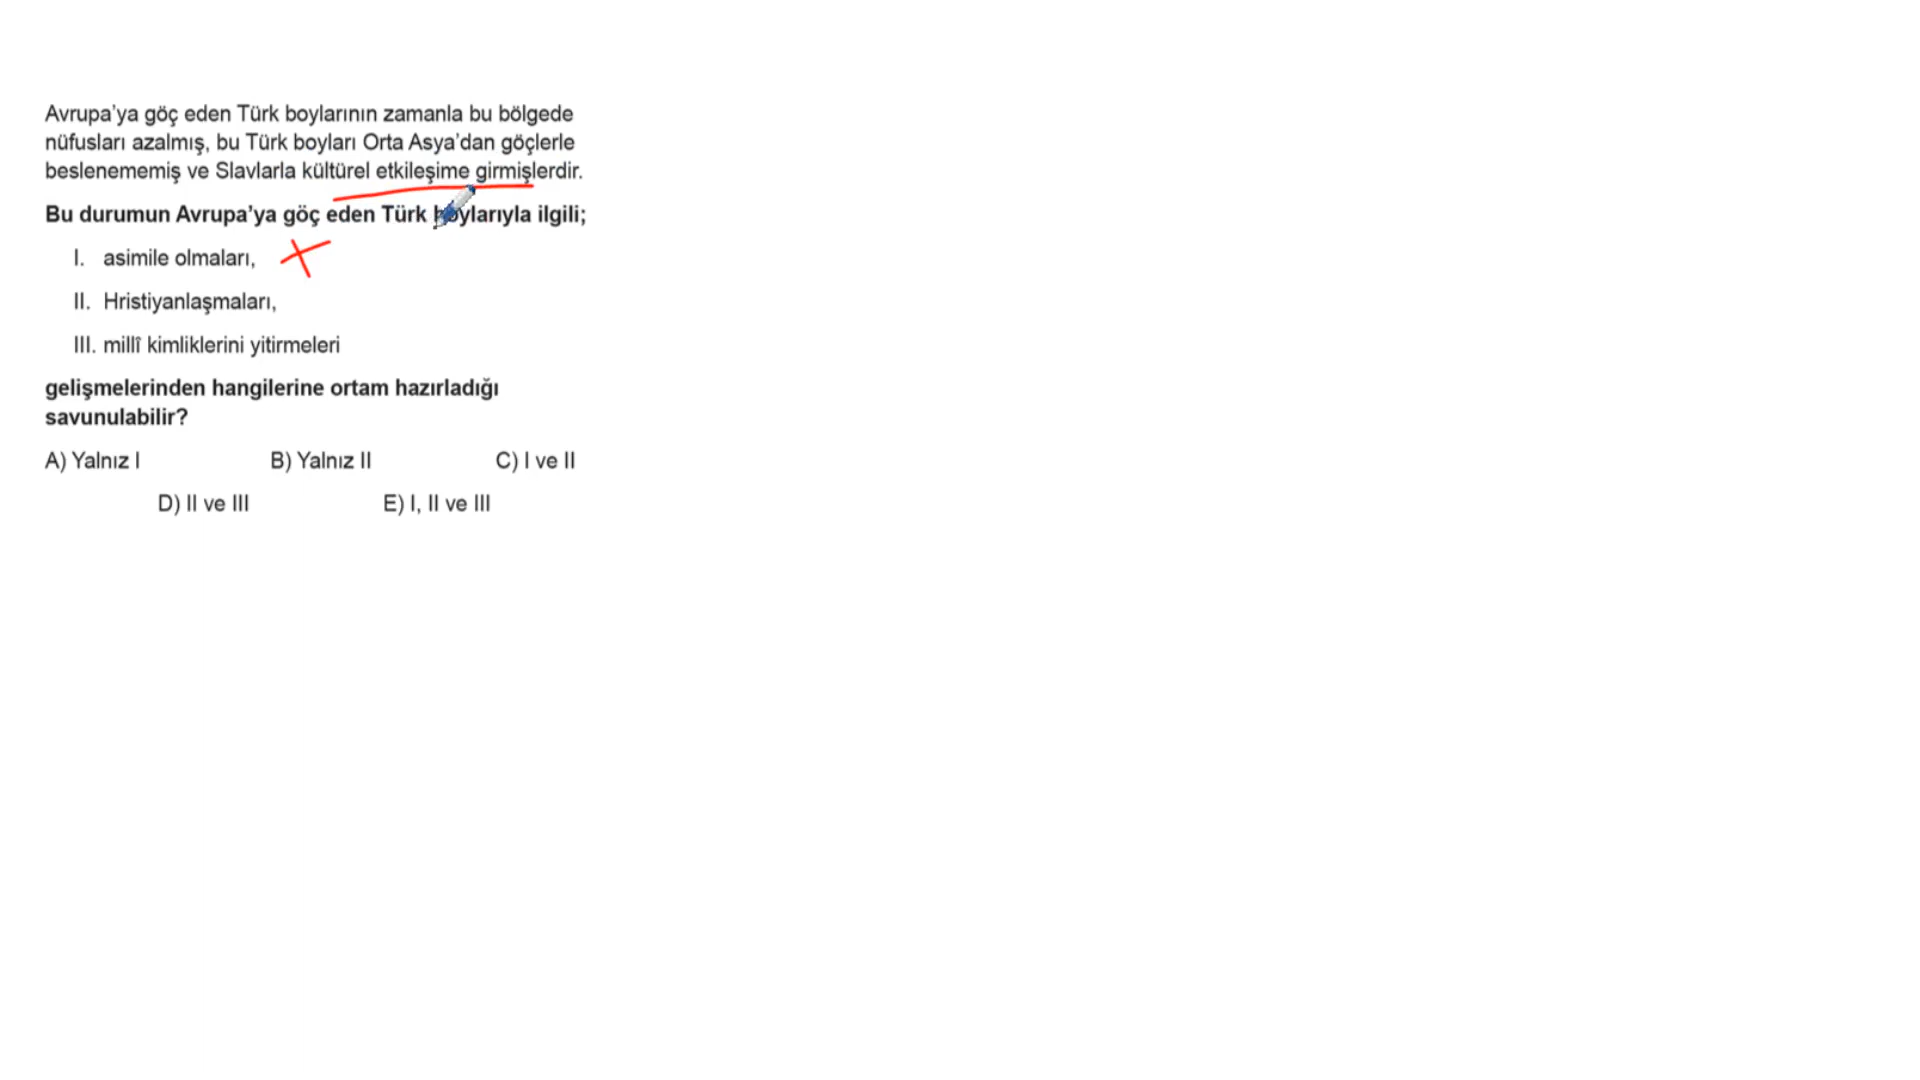 Avrupa'ya göç eden Türk boylarının zamanla bu bölgede
nüfusları azalmış, bu Türk boyları Orta Asya'dan göçlerle
beslenememiş ve Slavlarla kültürel etkileşime girmişlerdir.
Bu durumun Avrupa'ya göç eden Türk boylarıyla ilgili;
I. asimile olmaları,
II. Hristiyanlaşmaları,
III. millî kimliklerini yitirmeleri
gelişmelerinden hangilerine ortam hazırladığı
savunulabilir?
A) Yalnız I B) Yalnız II C) I ve II
D) II ve III E) I, II ve III